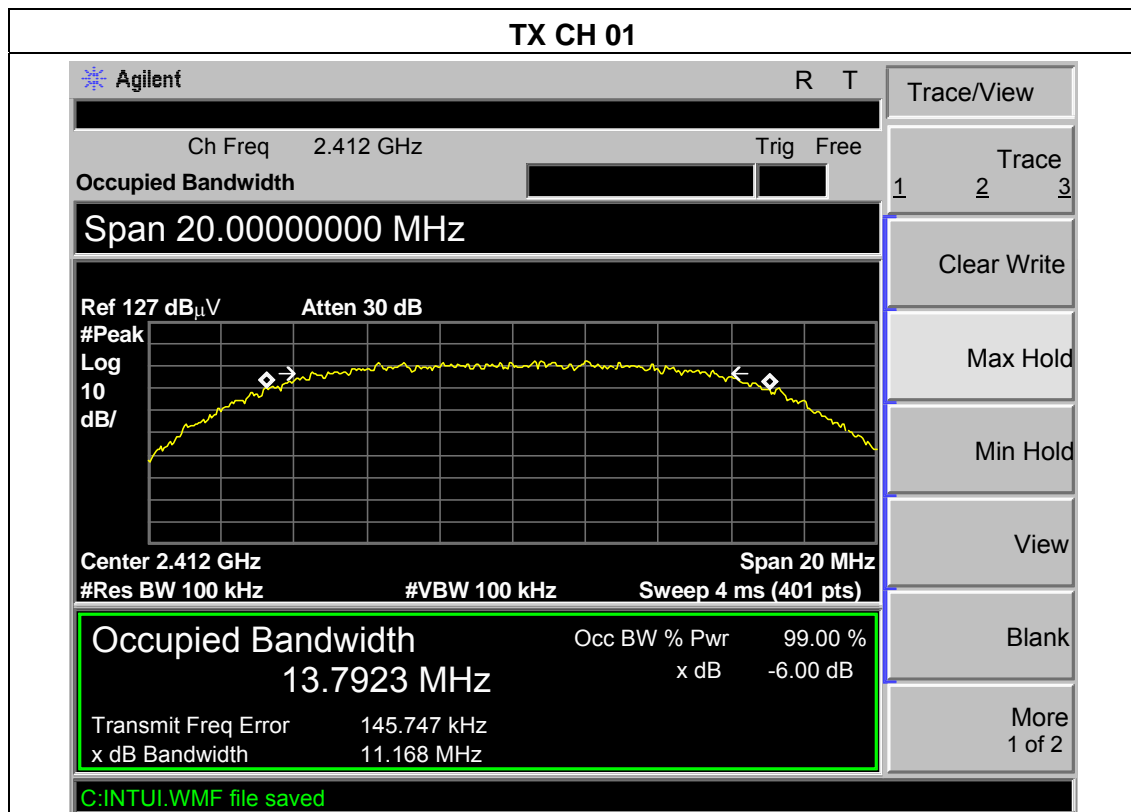 TX CH 01
Agilent R T
Trace/View
Ch Freq 2.412 GHz Trig Free
Occupied Bandwidth
Trace
1 2 3
Span 20.00000000 MHz
Clear Write
Ref 127 dBμV Atten 30 dB
#Peak
Log
10
dB/
Max Hold
Min Hold
View
Center 2.412 GHz Span 20 MHz
#Res BW 100 kHz #VBW 100 kHz Sweep 4 ms (401 pts)
Occupied Bandwidth
13.7923 MHz
Occ BW % Pwr 99.00 %
x dB -6.00 dB
Transmit Freq Error 145.747 kHz
x dB Bandwidth 11.168 MHz
Blank
More
1 of 2
C:INTUI.WMF file saved